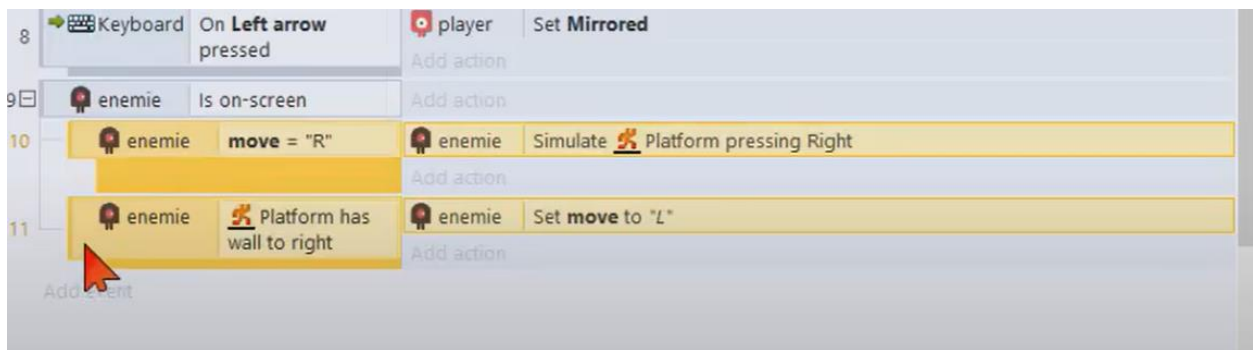 8 Keyboard On Left arrow pressed player Set Mirrored
Add action
9 enemie Is on-screen Add action
10 enemie move = "R" enemie Simulate Platform pressing Right
Add action
11 enemie Platform has wall to right enemie Set move to "L"
Add action
Add event